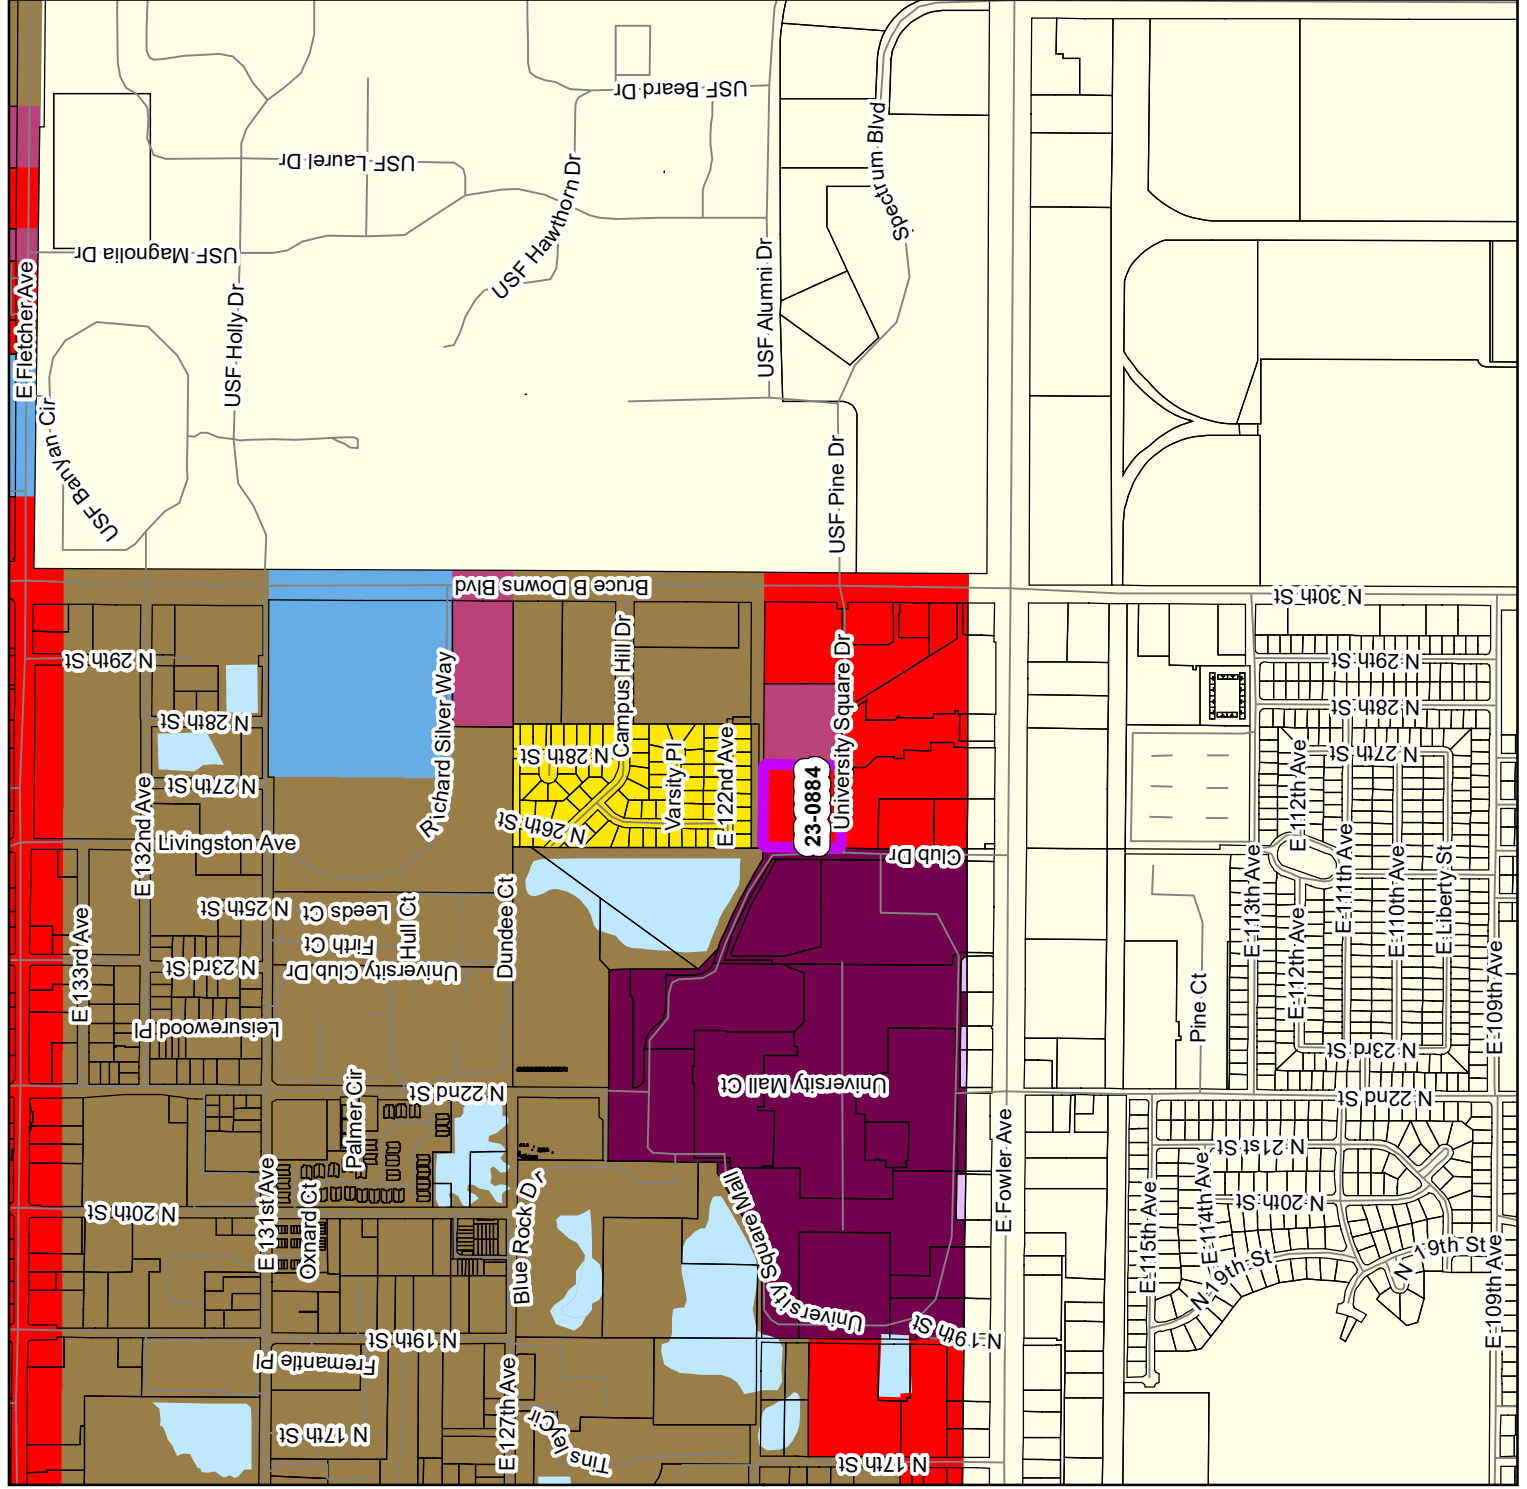 USF Beard Dr
Spectrum Blvd
USF Laurel Dr
USF Hawthorn Dr
USF Magnolia Dr
E Fletcher Ave
USF Holly Dr
USF Alumni Dr
USF Banyan Cir
USF Pine Dr
Bruce B Downs Blvd
N 30th St
N 29th St
N 29th St
Campus Hill Dr
University Square Dr
Richard Silver Way
N 28th St
N 28th St
N 28th St
N 27th St
N 27th St
Varsity Pl
E 122nd Ave
23-0884
E 112th Ave
N 26th St
E 132nd Ave
Livingston Ave
Club Dr
E 113th Ave
E 111th Ave
E 110th Ave
E Liberty St
N 25th St
Leeds Ct
Hull Ct
Dundee Ct
Firth Ct
E 133rd Ave
N 23rd St
University Club Dr
E 112th Ave
E 109th Ave
Leisurewood Pl
Pine Ct
N 23rd St
University Mall Ct
N 22nd St
N 22nd St
Palmer Cir
E Fowler Ave
N 21st St
E 131st Ave
Oxnard Ct
N 20th St
Blue Rock Dr
University Square Mall
E 115th Ave
E 114th Ave
N 20th St
N 19th St
N 19th St
E 109th Ave
University
N 19th St
N 19th St
Fremantle Pl
E 127th Ave
Tinsley Cir
N 17th St
N 17th St